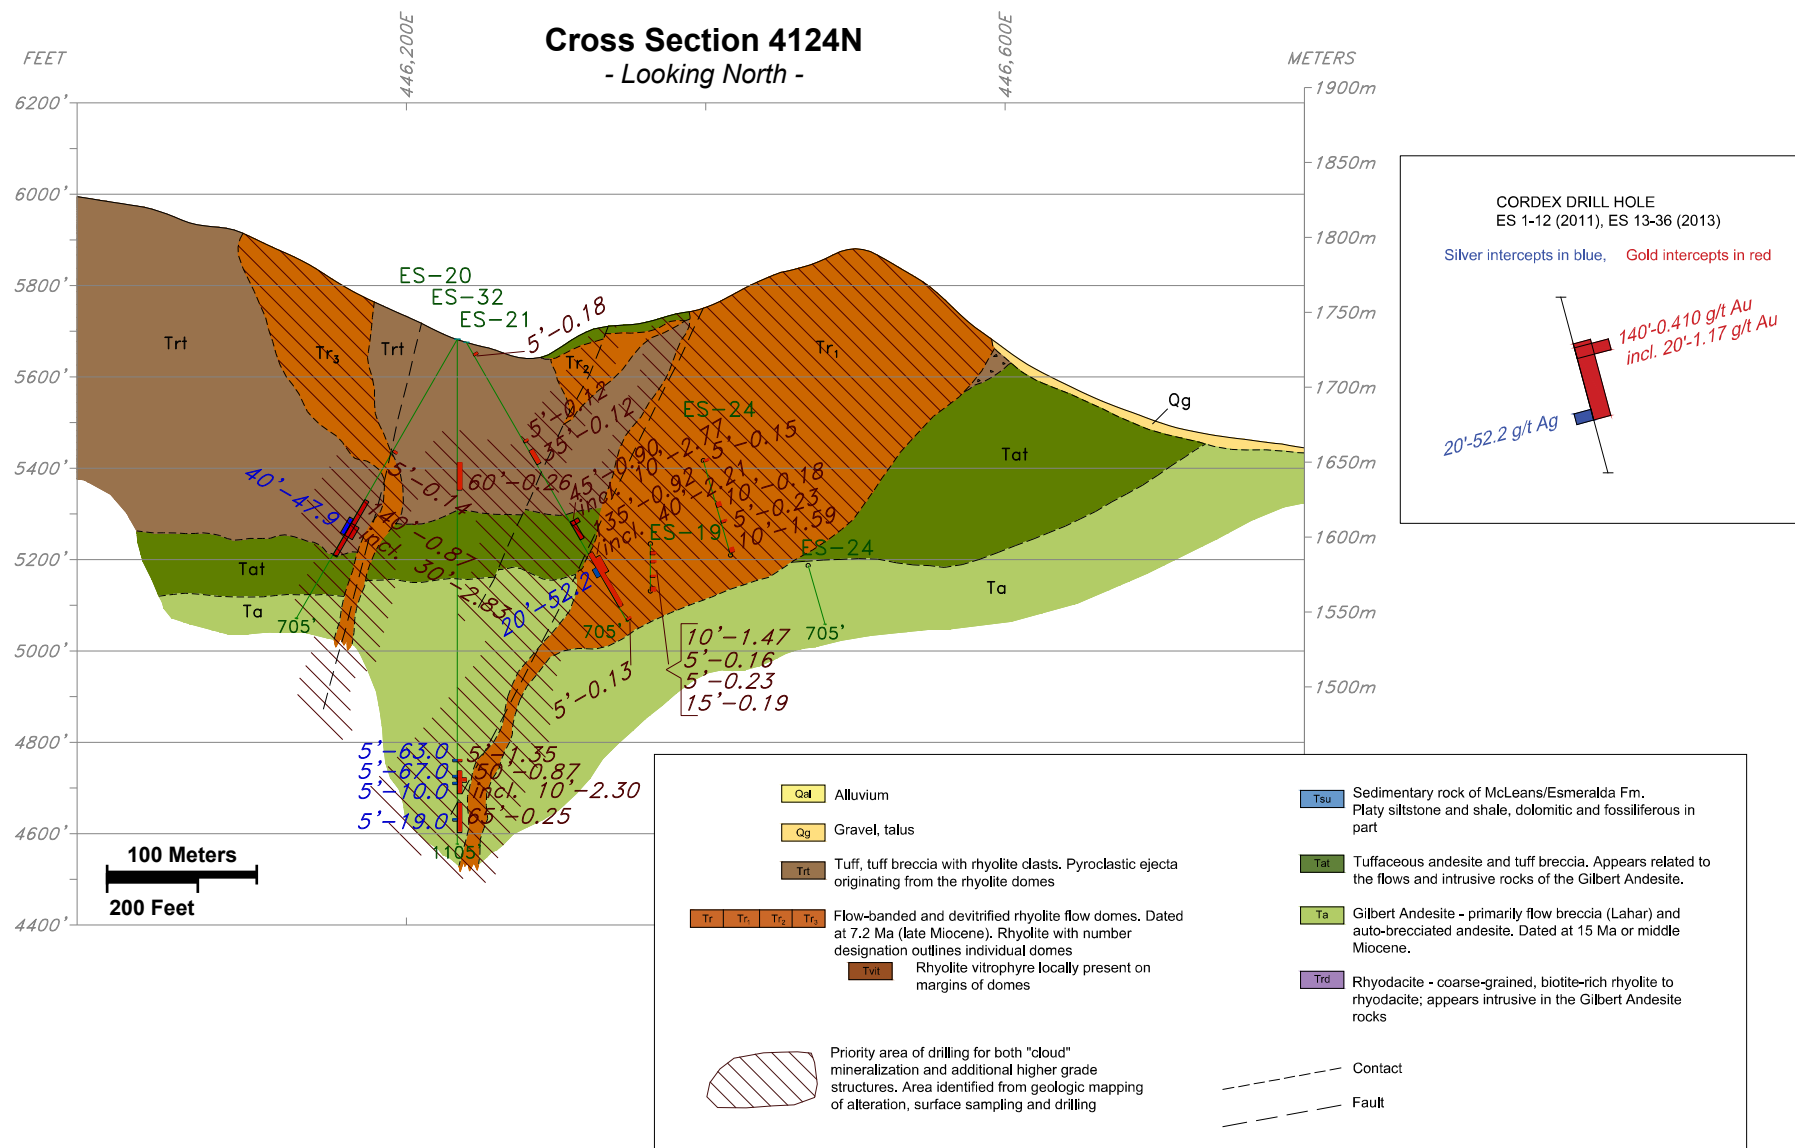 Cross Section 4124N
- Looking North -
FEET
446,200E
446,600E
METERS
6200'
6000'
5800'
5600'
5400'
5200'
5000'
4800'
4600'
4400'
1900m
1850m
1800m
1750m
1700m
1650m
1600m
1550m
1500m
ES-20
ES-32
ES-21
5'-0.18
Trt
Tr3
Trt
Tr2
Tr1
Qg
5'-0.12
35'-0.12
ES-24
45'-0.90,
incl. 10'-2.77
5'-0.15
Tat
40'-47.9
5'-0.14
60'-0.26
135'-0.92
incl. 40'-2.21
10'-0.18
5'-0.23
10'-1.59
140'-0.87
incl. 30'-2.83
ES-19
ES-24
Tat
Ta
Ta
20'-52.2
705'
705'
705'
10'-1.47
5'-0.16
5'-0.23
15'-0.19
5'-0.13
5'-63.0
5'-1.35
5'-67.0
50'-0.87
5'-10.0
incl. 10'-2.30
5'-19.0
65'-0.25
1105'
100 Meters
200 Feet
CORDEX DRILL HOLE
ES 1-12 (2011), ES 13-36 (2013)
Silver intercepts in blue, Gold intercepts in red
140'-0.410 g/t Au
incl. 20'-1.17 g/t Au
20'-52.2 g/t Ag
Qal Alluvium
Qg Gravel, talus
Trt Tuff, tuff breccia with rhyolite clasts. Pyroclastic ejecta
originating from the rhyolite domes
Tr Tr1 Tr2 Tr3 Flow-banded and devitrified rhyolite flow domes. Dated
at 7.2 Ma (late Miocene). Rhyolite with number
designation outlines individual domes
Tvit Rhyolite vitrophyre locally present on
margins of domes
Priority area of drilling for both "cloud"
mineralization and additional higher grade
structures. Area identified from geologic mapping
of alteration, surface sampling and drilling
Tsu Sedimentary rock of McLeans/Esmeralda Fm.
Platy siltstone and shale, dolomitic and fossiliferous in
part
Tat Tuffaceous andesite and tuff breccia. Appears related to
the flows and intrusive rocks of the Gilbert Andesite.
Ta Gilbert Andesite - primarily flow breccia (Lahar) and
auto-brecciated andesite. Dated at 15 Ma or middle
Miocene.
Trd Rhyodacite - coarse-grained, biotite-rich rhyolite to
rhyodacite; appears intrusive in the Gilbert Andesite
rocks
Contact
Fault